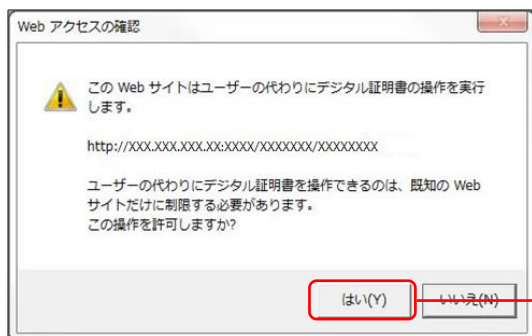 Web アクセスの確認
この Web サイトはユーザーの代わりにデジタル証明書の操作を実行
します。
http://XXX.XXX.XXX.XX:XXXX/XXXXXXX/XXXXXXXX
ユーザーの代わりにデジタル証明書を操作できるのは、既知の Web
サイトだけに制限する必要があります。
この操作を許可しますか?
はい(Y)
いいえ(N)